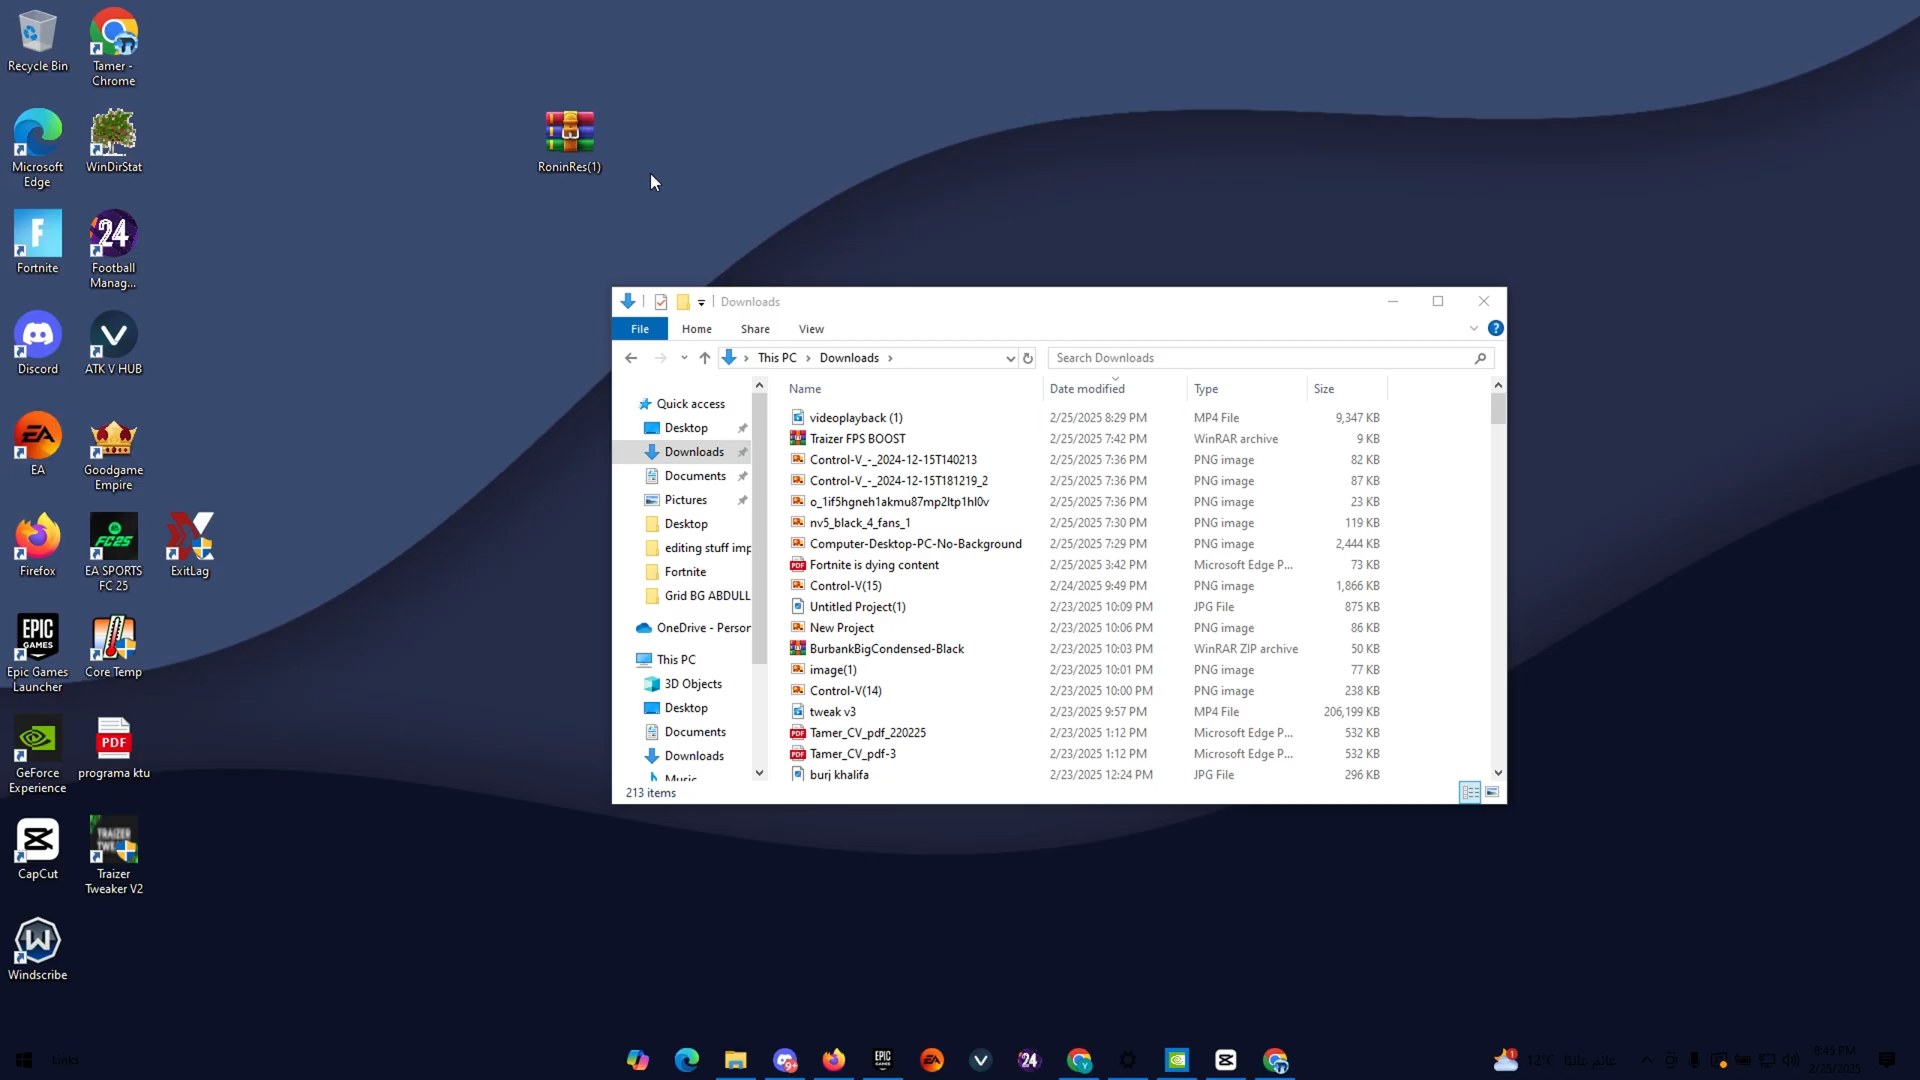 Recycle Bin
Tamer -
Chrome
Microsoft
Edge
WinDirStat
RoninRes(1)
Fortnite
24
Football
Manag...
Discord
ATK V HUB
EA
Goodgame
Empire
Firefox
FC25
EA SPORTS
FC 25
ExitLag
EPIC
GAMES
Epic Games
Launcher
Core Temp
GeForce
Experience
PDF
programa ktu
CapCut
TRAIZER
Traizer
Tweaker V2
Windscribe
Downloads
File Home Share View
This PC Downloads
Search Downloads
Name Date modified Type Size
Quick access
Desktop
Downloads
Documents
Pictures
Desktop
editing stuff imp
Fortnite
Grid BG ABDULL
OneDrive - Person
This PC
3D Objects
Desktop
Documents
Downloads
Music
videoplayback (1) 2/25/2025 8:29 PM MP4 File 9,347 KB
Traizer FPS BOOST 2/25/2025 7:42 PM WinRAR archive 9 KB
Control-V_-_2024-12-15T140213 2/25/2025 7:36 PM PNG image 82 KB
Control-V_-_2024-12-15T181219_2 2/25/2025 7:36 PM PNG image 87 KB
o_1if5hgneh1akmu87mp2ltp1hl0v 2/25/2025 7:36 PM PNG image 23 KB
nv5_black_4_fans_1 2/25/2025 7:30 PM PNG image 119 KB
Computer-Desktop-PC-No-Background 2/25/2025 7:29 PM PNG image 2,444 KB
Fortnite is dying content 2/25/2025 3:42 PM Microsoft Edge P... 73 KB
Control-V(15) 2/24/2025 9:49 PM PNG image 1,866 KB
Untitled Project(1) 2/23/2025 10:09 PM JPG File 875 KB
New Project 2/23/2025 10:06 PM PNG image 86 KB
BurbankBigCondensed-Black 2/23/2025 10:03 PM WinRAR ZIP archive 50 KB
image(1) 2/23/2025 10:01 PM PNG image 77 KB
Control-V(14) 2/23/2025 10:00 PM PNG image 238 KB
tweak v3 2/23/2025 9:57 PM MP4 File 206,199 KB
Tamer_CV_pdf_220225 2/23/2025 1:12 PM Microsoft Edge P... 532 KB
Tamer_CV_pdf-3 2/23/2025 1:12 PM Microsoft Edge P... 532 KB
burj khalifa 2/23/2025 12:24 PM JPG File 296 KB
213 items
Links
12°C
8:45 PM
2/25/2025